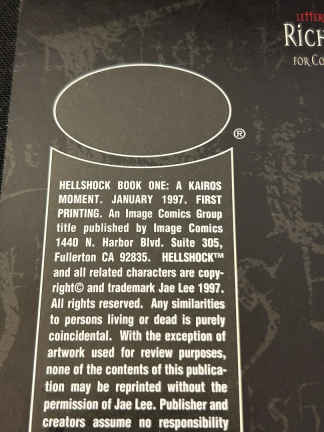 LETTER
RICH
FOR CO
®
HELLSHOCK BOOK ONE: A KAIROS
MOMENT. JANUARY 1997. FIRST
PRINTING. An Image Comics Group
title published by Image Comics
1440 N. Harbor Blvd. Suite 305,
Fullerton CA 92835. HELLSHOCK™
and all related characters are copy-
right© and trademark Jae Lee 1997.
All rights reserved. Any similarities
to persons living or dead is purely
coincidental. With the exception of
artwork used for review purposes,
none of the contents of this publica-
tion may be reprinted without the
permission of Jae Lee. Publisher and
creators assume no responsibility